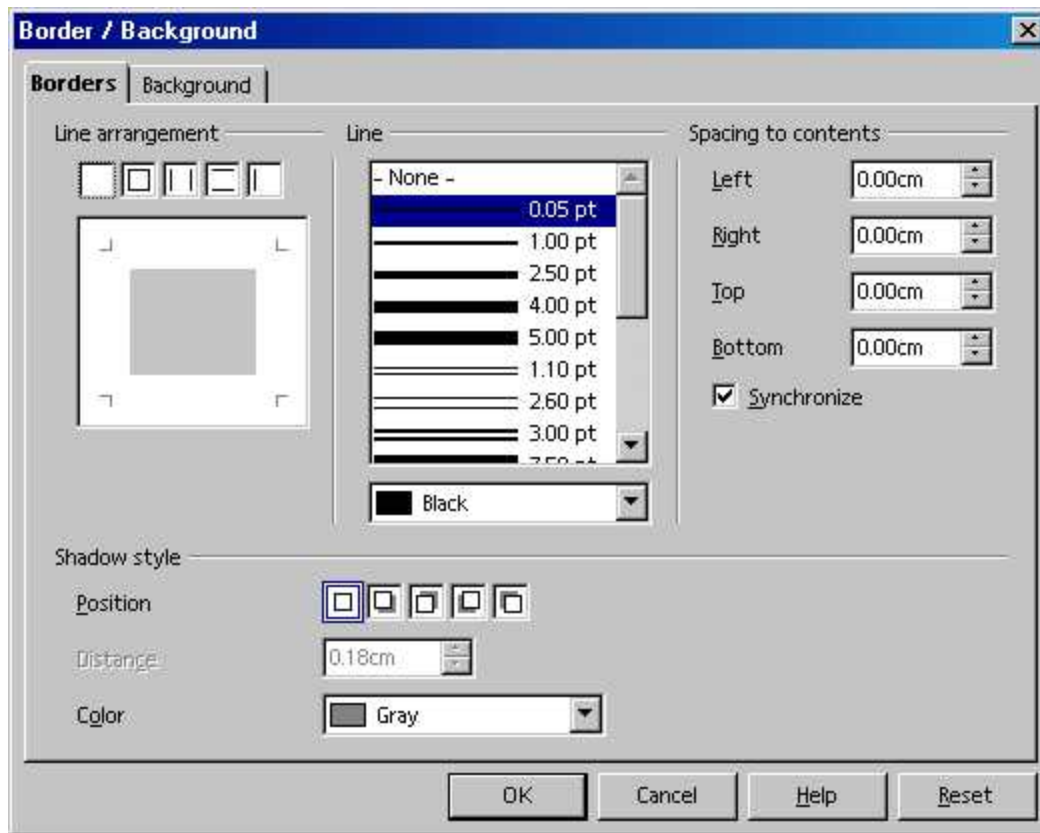 Border / Background
Borders
Background
Line arrangement
Line
Spacing to contents
- None -
0.05 pt
1.00 pt
2.50 pt
4.00 pt
5.00 pt
1.10 pt
2.60 pt
3.00 pt
Black
Left
0.00cm
Right
0.00cm
Top
0.00cm
Bottom
0.00cm
Synchronize
Shadow style
Position
Distance
0.18cm
Color
Gray
OK
Cancel
Help
Reset